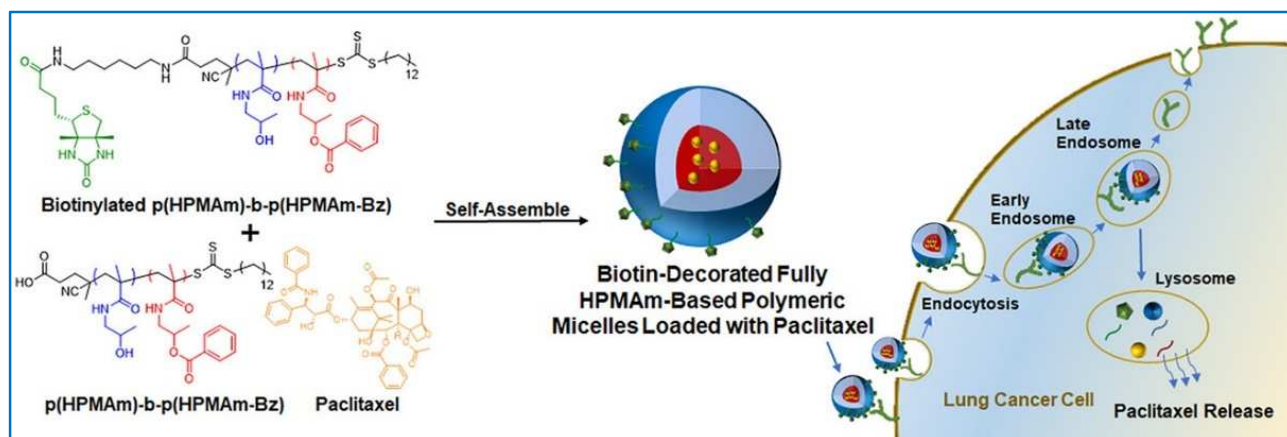 Biotinylated p(HPMAm)-b-p(HPMAm-Bz)
+
p(HPMAm)-b-p(HPMAm-Bz)
Paclitaxel
Self-Assemble
Biotin-Decorated Fully
HPMAm-Based Polymeric
Micelles Loaded with Paclitaxel
Endocytosis
Early
Endosome
Late
Endosome
Lysosome
Paclitaxel Release
Lung Cancer Cell